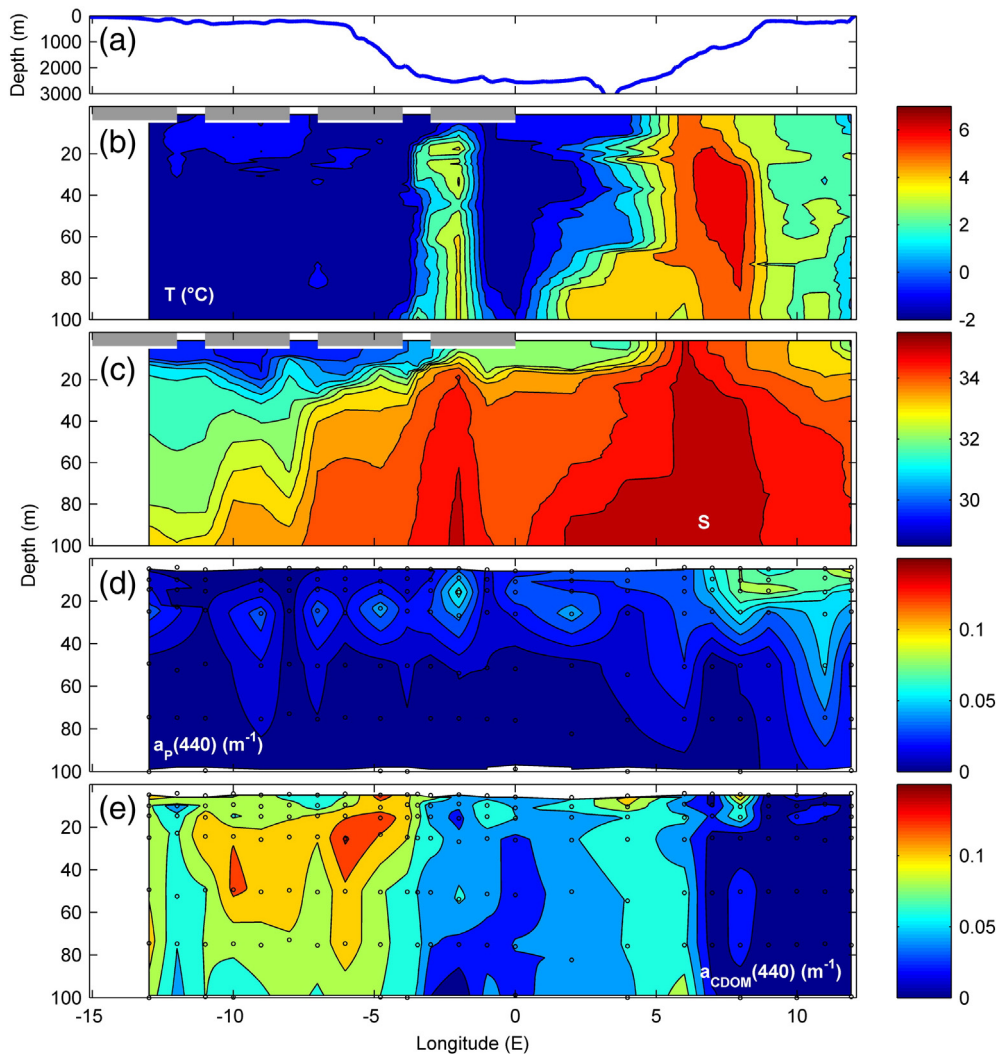 0
1000
2000
3000
Depth (m)
(a)
20
40
60
80
100
(b)
T (°C)
6
4
2
0
-2
20
40
60
80
100
(c)
S
34
32
30
20
40
60
80
100
Depth (m)
(d)
aP(440) (m-1)
0.1
0.05
0
20
40
60
80
100
(e)
aCDOM(440) (m-1)
0.1
0.05
0
-15 -10 -5 0 5 10
Longitude (E)